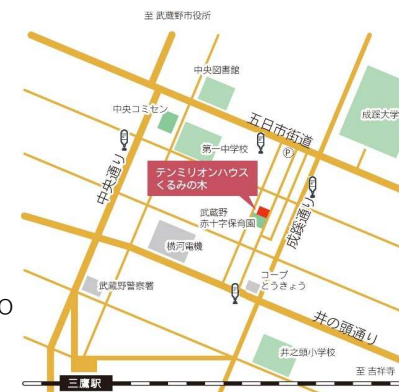 至 武蔵野市役所
中央図書館
中央コミセン
五日市街道
成蹊大学
第一中学校
P
中央通り
テンミリオンハウス
くるみの木
武蔵野
赤十字保育園
成蹊通り
横河電機
コープ
とうきょう
武蔵野警察署
井の頭通り
井之頭小学校
至 吉祥寺
三鷹駅